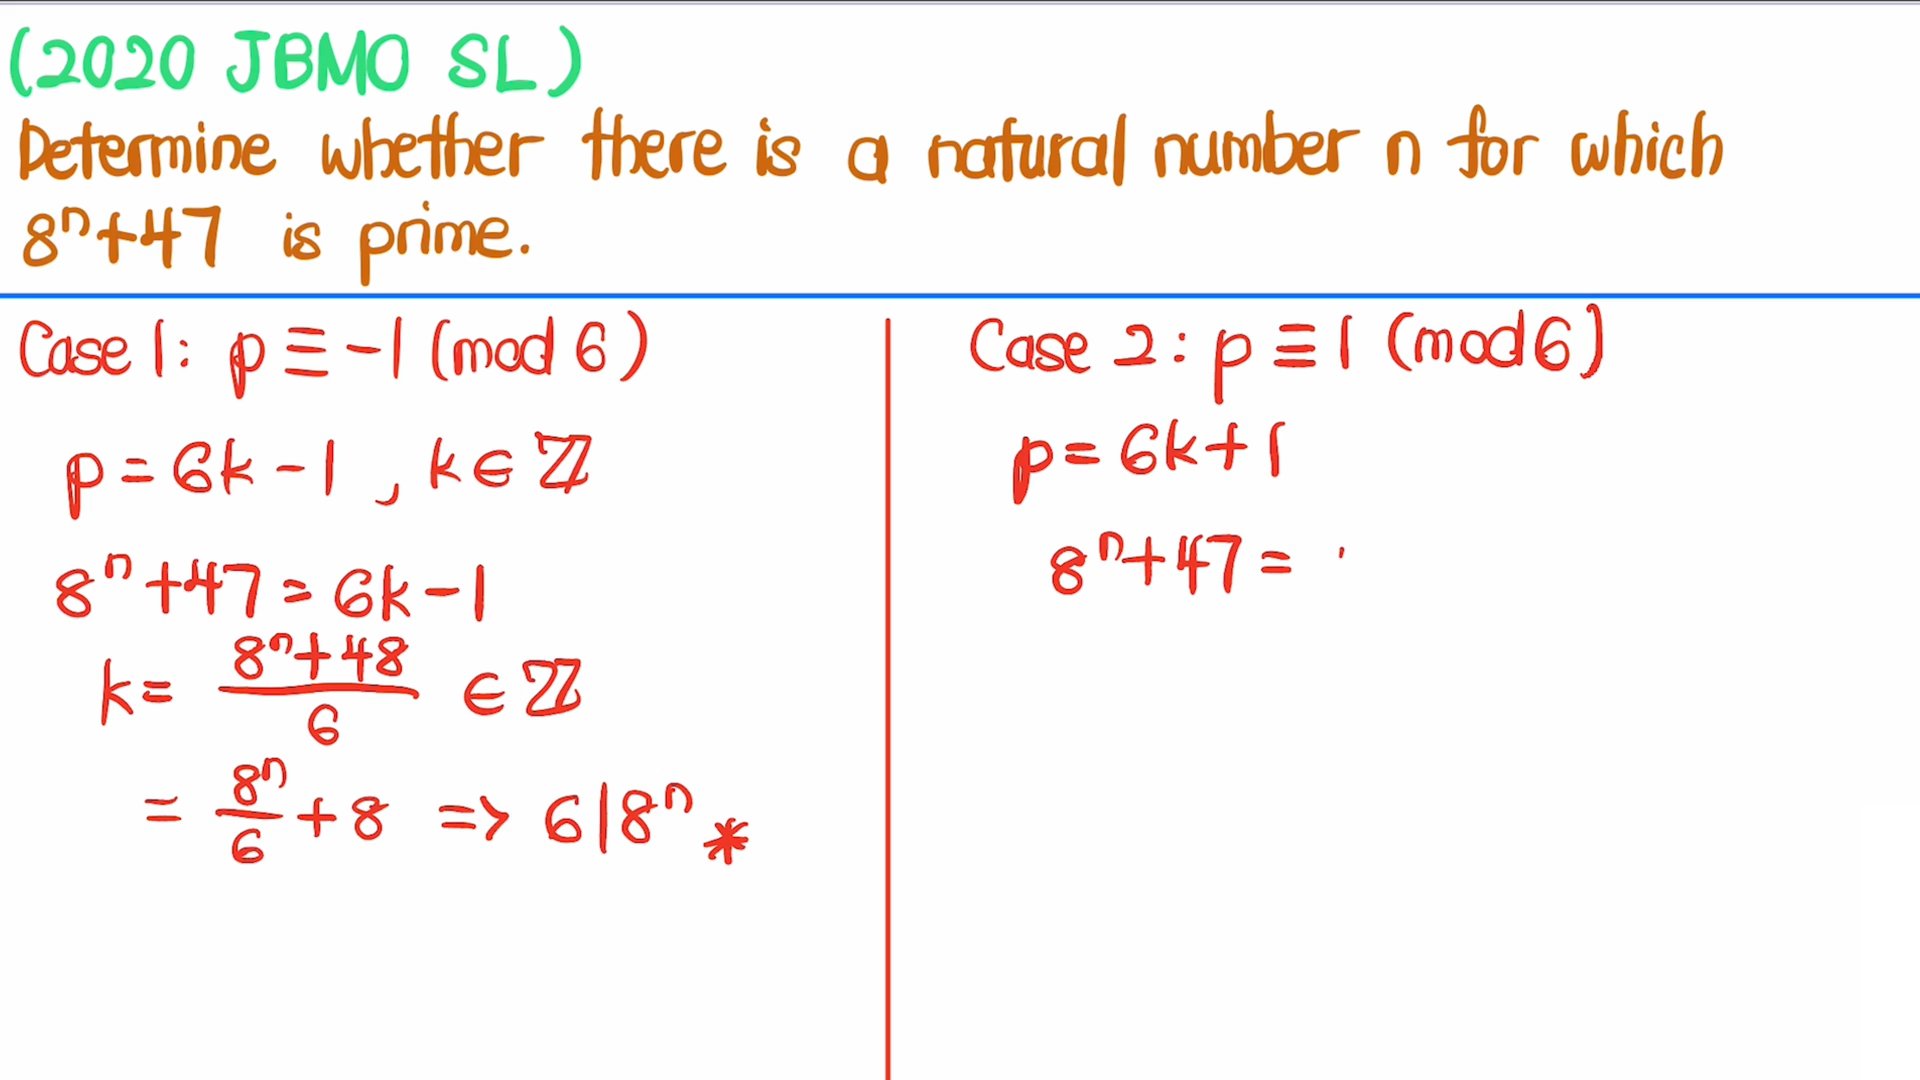 (2020 JBMO SL)
Determine whether there is a natural number n for which
8ⁿ+47 is prime.
Case 1: p ≡ -1 (mod 6)
p = 6k - 1 , k ∈ ℤ
8ⁿ + 47 = 6k - 1
k = (8ⁿ + 48)/6 ∈ ℤ
= 8ⁿ/6 + 8 => 6 | 8ⁿ *
Case 2: p ≡ 1 (mod 6)
p = 6k + 1
8ⁿ + 47 =